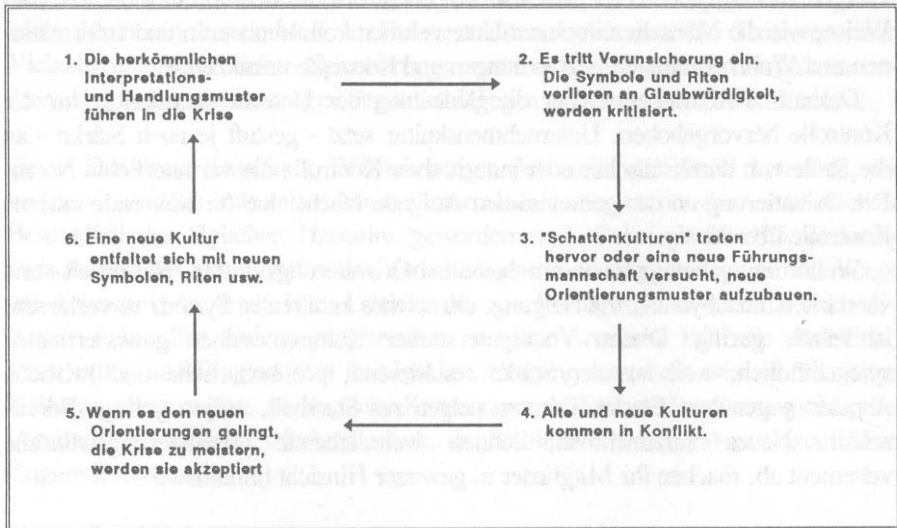 1. Die herkömmlichen
Interpretations-
und Handlungsmuster
führen in die Krise
2. Es tritt Verunsicherung ein:
Die Symbole und Riten
verlieren an Glaubwürdigkeit,
werden kritisiert.
3. "Schattenkulturen" treten
hervor oder eine neue Führungs-
mannschaft versucht, neue
Orientierungsmuster aufzubauen.
4. Alte und neue Kulturen
kommen in Konflikt.
5. Wenn es den neuen
Orientierungen gelingt,
die Krise zu meistern,
werden sie akzeptiert
6. Eine neue Kultur
entfaltet sich mit neuen
Symbolen, Riten usw.